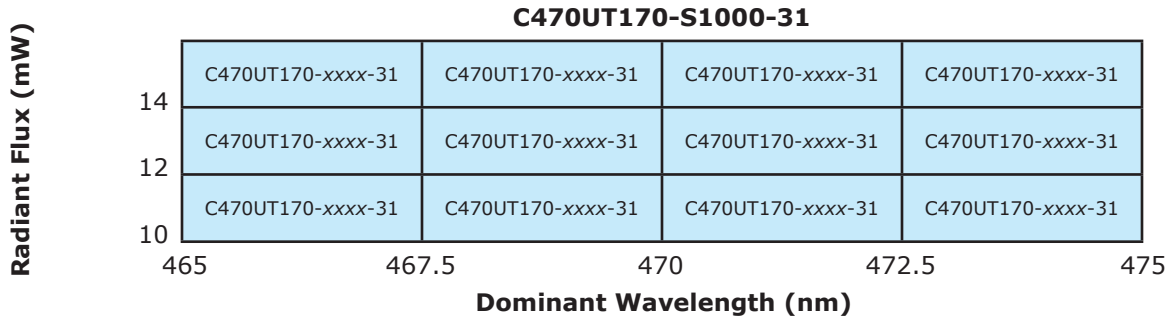 C470UT170-S1000-31
Radiant Flux (mW)
C470UT170-xxxx-31 C470UT170-xxxx-31 C470UT170-xxxx-31 C470UT170-xxxx-31
14
C470UT170-xxxx-31 C470UT170-xxxx-31 C470UT170-xxxx-31 C470UT170-xxxx-31
12
C470UT170-xxxx-31 C470UT170-xxxx-31 C470UT170-xxxx-31 C470UT170-xxxx-31
10
465 467.5 470 472.5 475
Dominant Wavelength (nm)